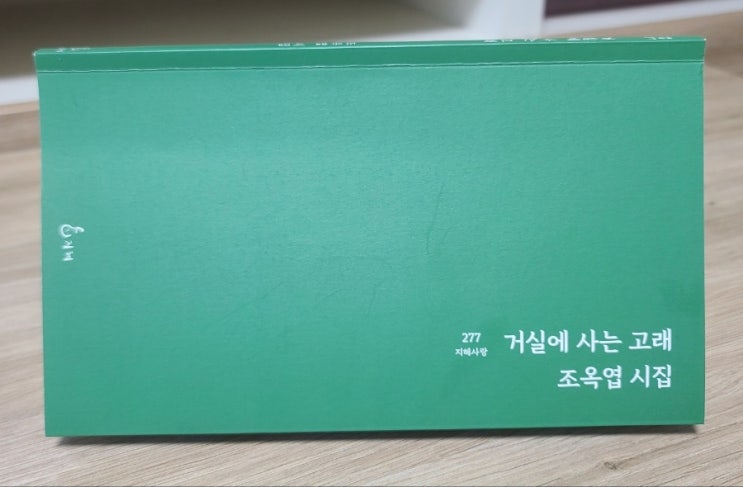 277
지혜사랑
거실에 사는 고래
조옥엽 시집